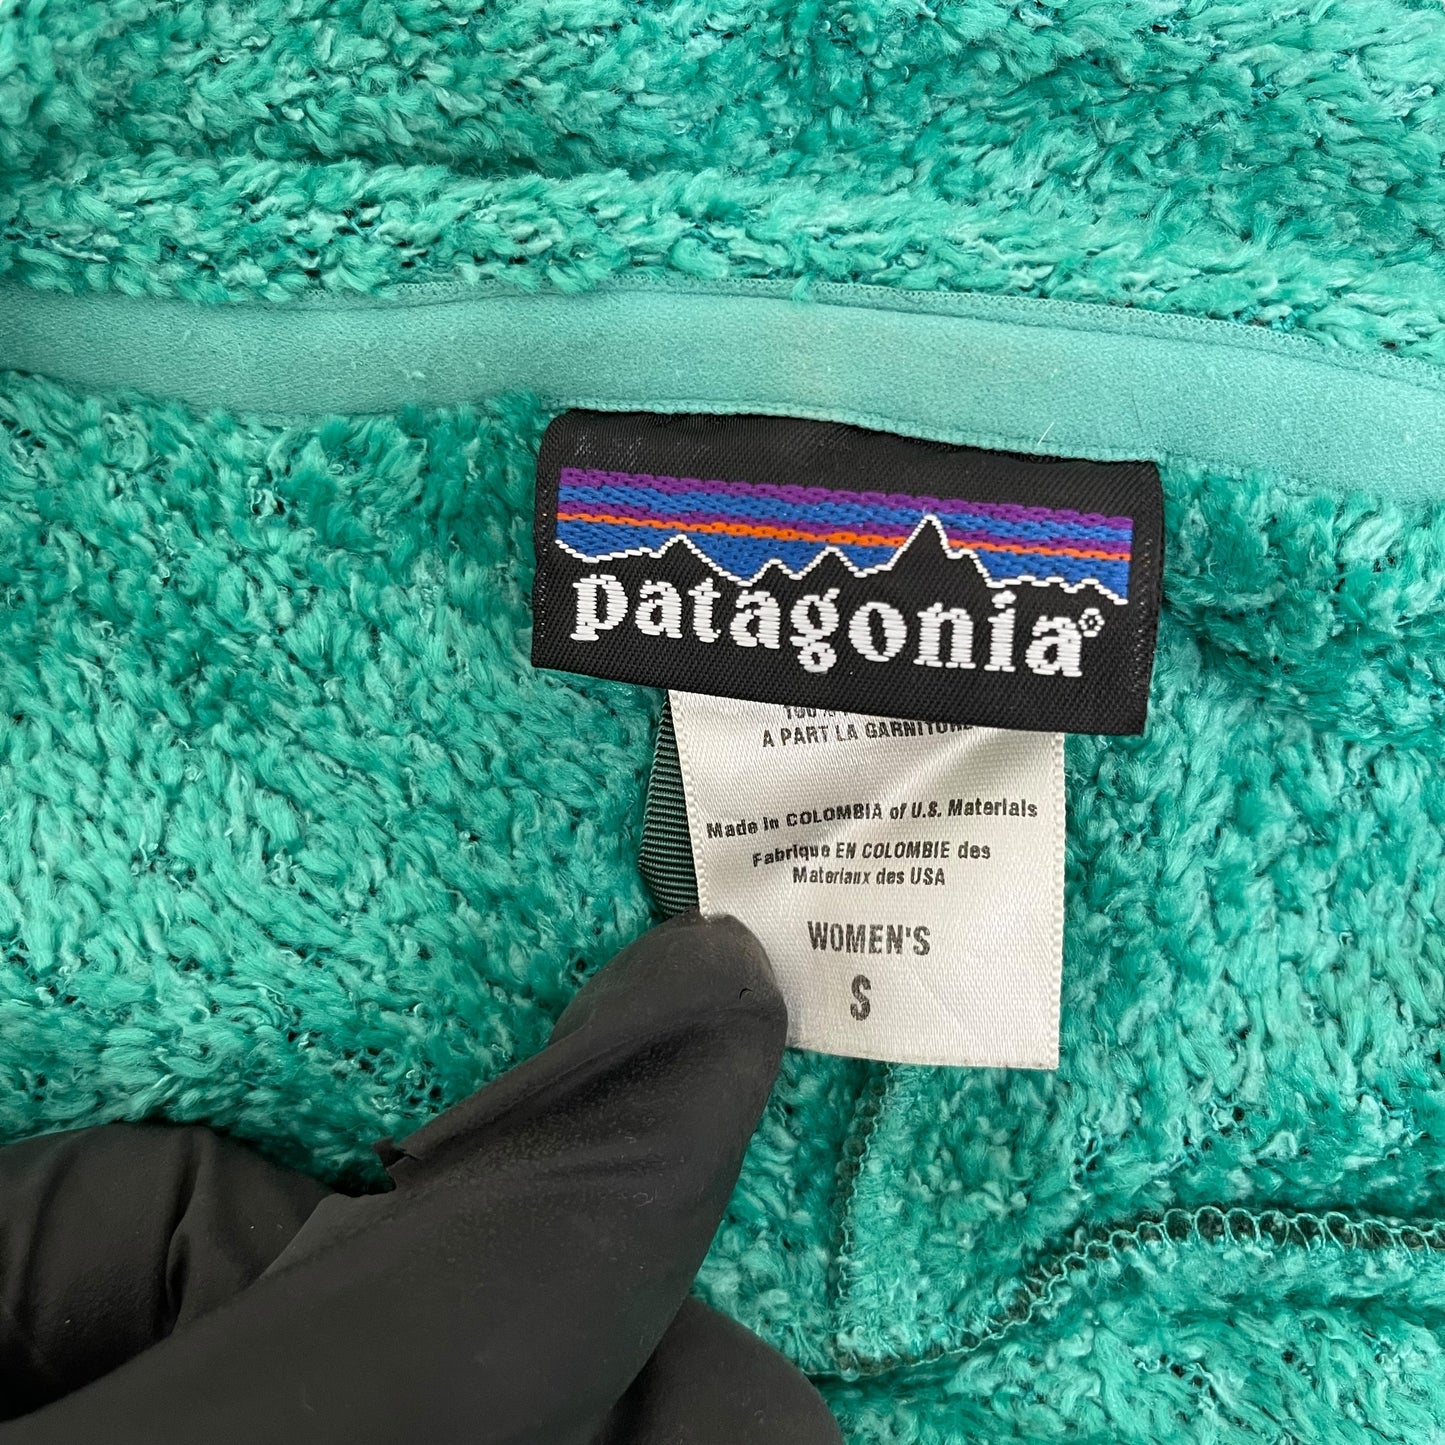 patagonia®
A PART LA GARNITURE
Made in COLOMBIA of U.S. Materials
Fabrique EN COLOMBIE des
Materiaux des USA
WOMEN'S
S